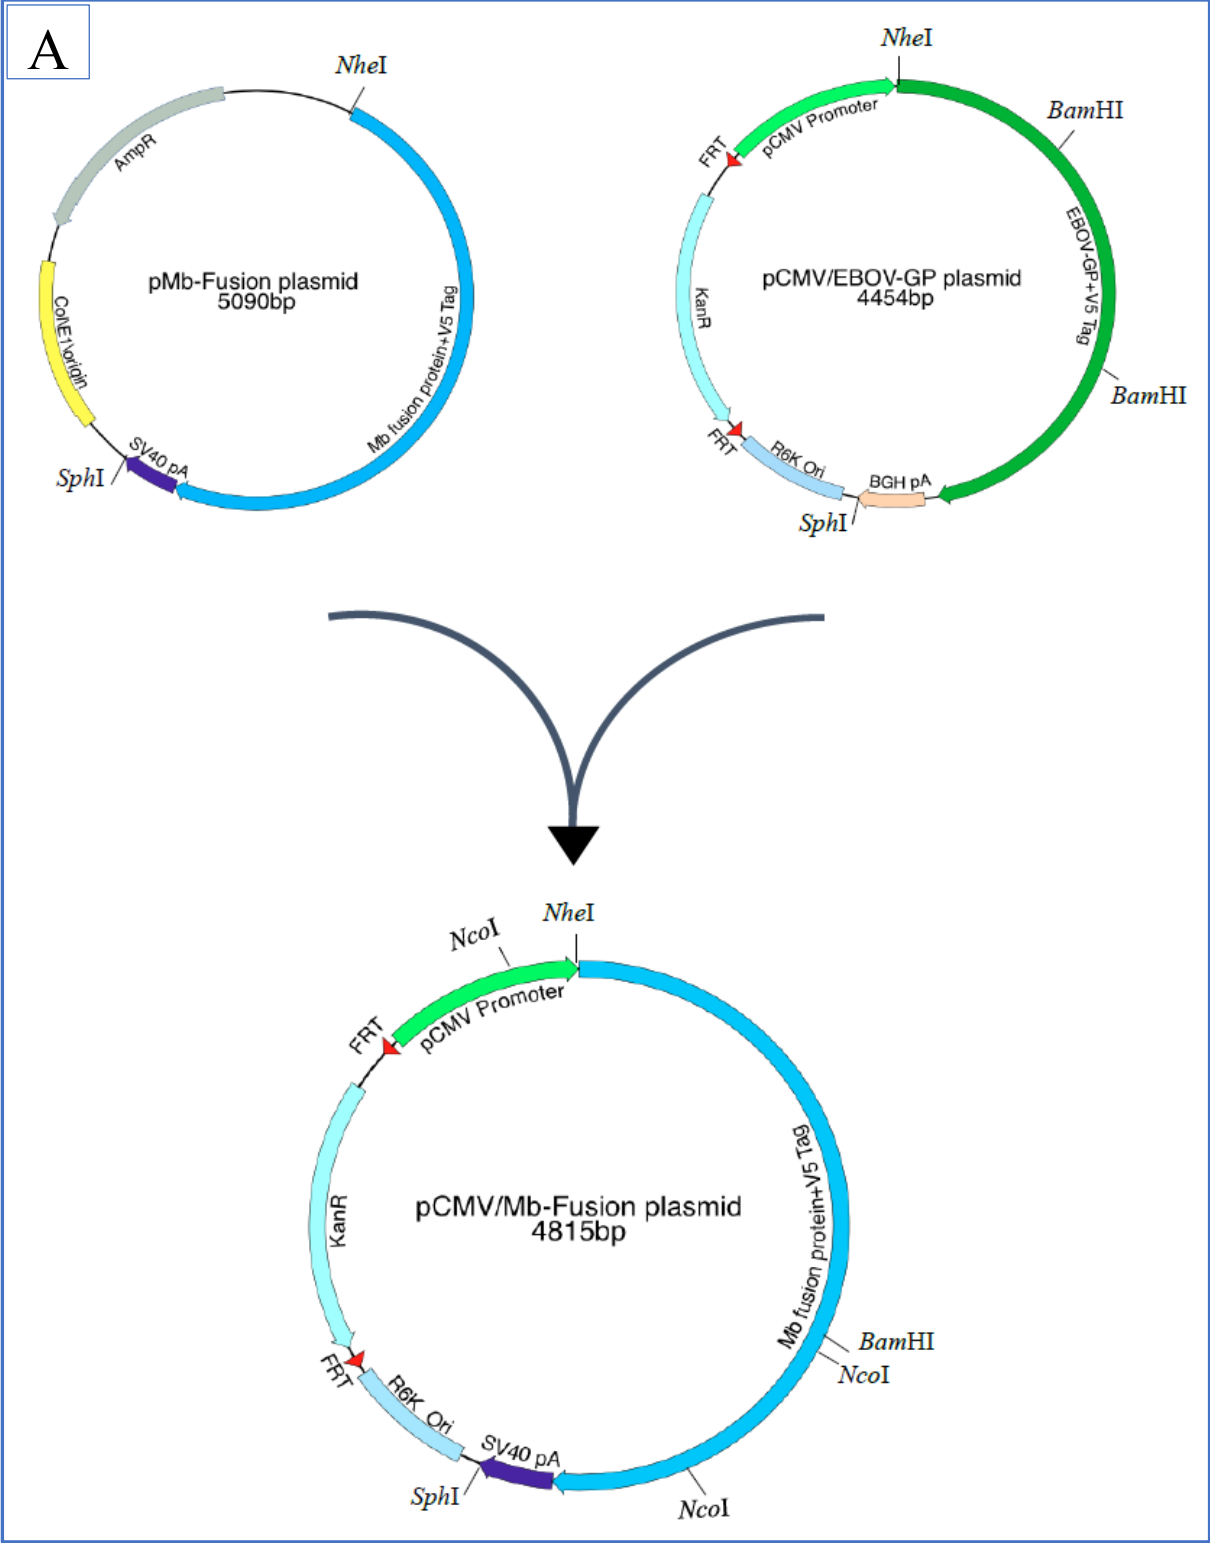 A
NheI
AmpR
pMb-Fusion plasmid
5090bp
Mb fusion protein+V5 Tag
ColE1\origin
SV40 pA
SphI
NheI
pCMV Promoter
BamHI
FRT
EBOV-GP+V5 Tag
pCMV/EBOV-GP plasmid
4454bp
KanR
BamHI
FRT
R6K Ori
BGH pA
SphI
NheI
NcoI
pCMV Promoter
FRT
Mb fusion protein+V5 Tag
pCMV/Mb-Fusion plasmid
4815bp
KanR
BamHI
NcoI
FRT
R6K Ori
SV40 pA
SphI
NcoI